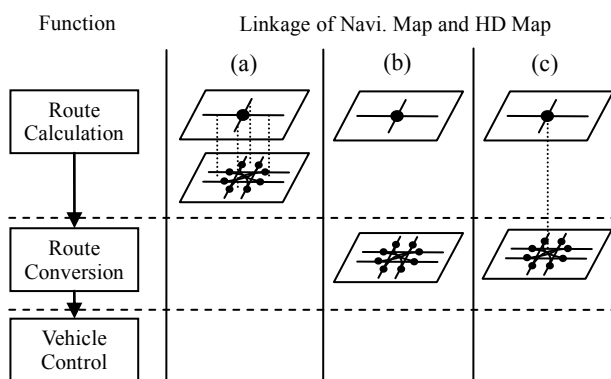 Function
Linkage of Navi. Map and HD Map
(a)
(b)
(c)
Route
Calculation
Route
Conversion
Vehicle
Control